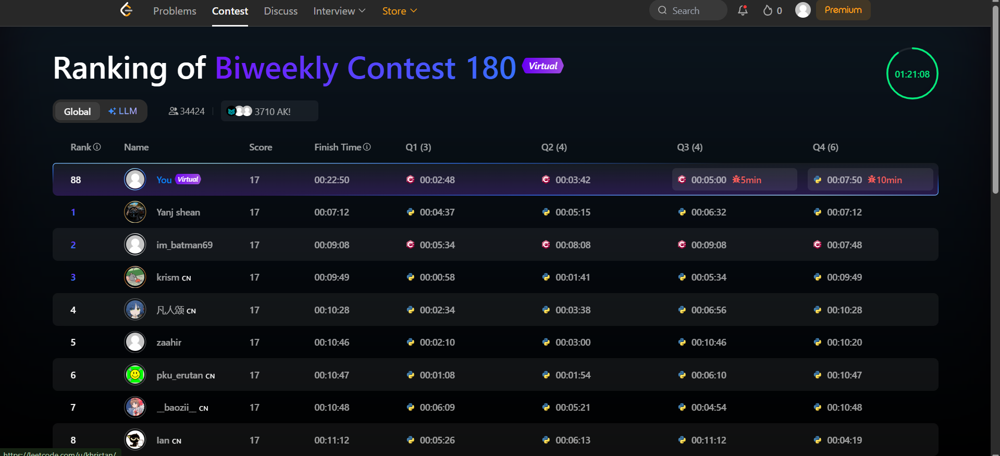 Problems Contest Discuss Interview Store Search 0 Premium
Ranking of Biweekly Contest 180 Virtual
01:21:08
Global LLM 34424 3710 AK!
Rank Name Score Finish Time Q1 (3) Q2 (4) Q3 (4) Q4 (6)
88 You Virtual 17 00:22:50 00:02:48 00:03:42 00:05:00 5min 00:07:50 10min
1 Yanj shean 17 00:07:12 00:04:37 00:05:15 00:06:32 00:07:12
2 im_batman69 17 00:09:08 00:05:34 00:08:08 00:09:08 00:07:48
3 krism CN 17 00:09:49 00:00:58 00:01:41 00:05:34 00:09:49
4 凡人颂 CN 17 00:10:28 00:02:34 00:03:38 00:06:56 00:10:28
5 zaahir 17 00:10:46 00:02:10 00:03:00 00:10:46 00:10:20
6 pku_erutan CN 17 00:10:47 00:01:08 00:01:54 00:06:10 00:10:47
7 __baozii__ CN 17 00:10:48 00:06:09 00:05:21 00:04:54 00:10:48
8 Ian CN 17 00:11:12 00:05:26 00:06:13 00:11:12 00:04:19
https://leetcode.com/u/khristan/